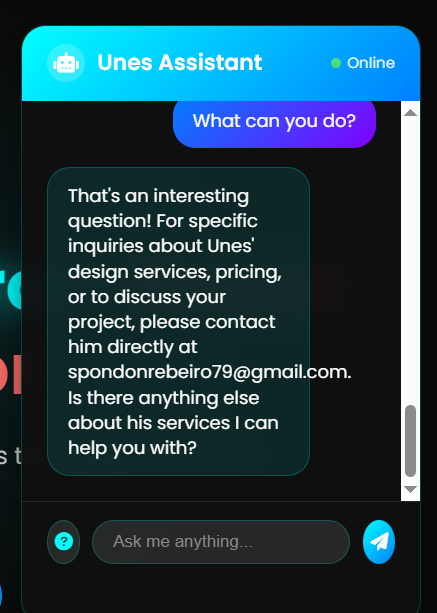 Unes Assistant
Online
What can you do?
That's an interesting
question! For specific
inquiries about Unes'
design services, pricing,
or to discuss your
project, please contact
him directly at
spondonrebeiro79@gmail.com.
Is there anything else
about his services I can
help you with?
?
Ask me anything...